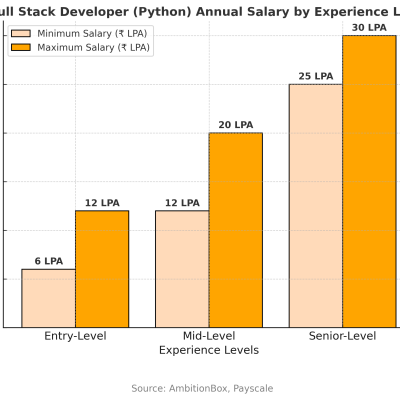 ull Stack Developer (Python) Annual Salary by Experience L
Minimum Salary (₹ LPA)
Maximum Salary (₹ LPA)
30 LPA
25 LPA
20 LPA
12 LPA
12 LPA
6 LPA
Entry-Level
Mid-Level
Senior-Level
Experience Levels
Source: AmbitionBox, Payscale